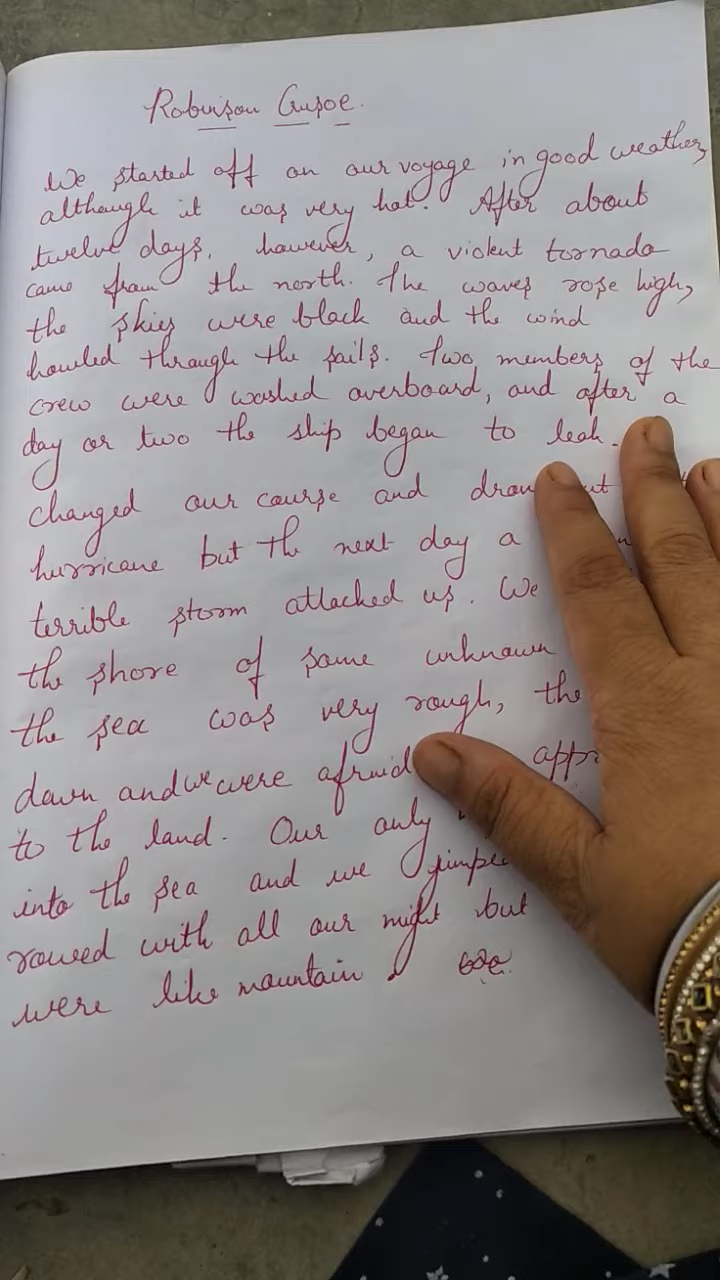 Robinson Crusoe.
We started off on our voyage in good weather,
although it was very hot. After about
twelve days, however, a violent tornado
came from the north. The waves rose high,
the skies were black and the wind
howled through the sails. Two members of the
crew were washed overboard, and after a
day or two the ship began to leak.
changed our course and
hurricane but the next day a
terrible storm attacked us. We
the shore of some unknown
the sea was very rough, the
down and we were afraid
to the land. Our only
into the sea and we
rowed with all our might but
were like mountain